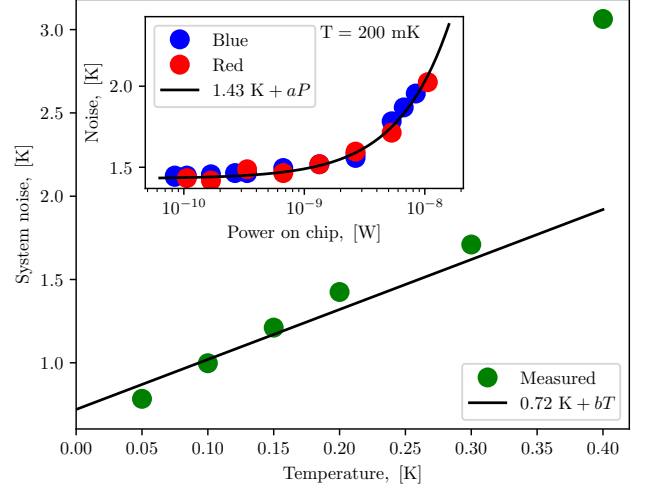 3.0
2.5
2.0
1.5
1.0
System noise, [K]
0.00
0.05
0.10
0.15
0.20
0.25
0.30
0.35
0.40
Temperature, [K]
Measured
0.72 K + bT
T = 200 mK
Blue
Red
1.43 K + aP
2.0
1.5
Noise, [K]
10⁻¹⁰
10⁻⁹
10⁻⁸
Power on chip, [W]